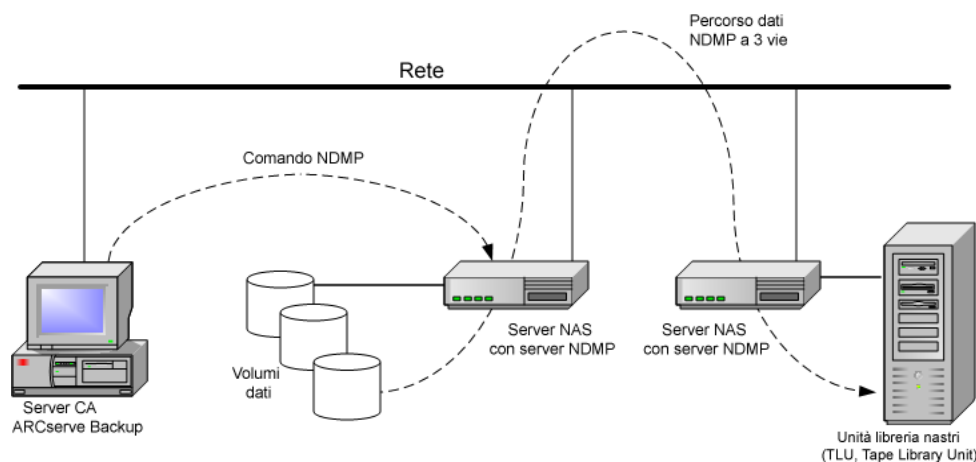 Percorso dati
NDMP a 3 vie
Rete
Comando NDMP
Server NAS
con server NDMP
Server NAS
con server NDMP
Volumi
dati
Server CA
ARCserve Backup
Unità libreria nastri
(TLU, Tape Library Unit)